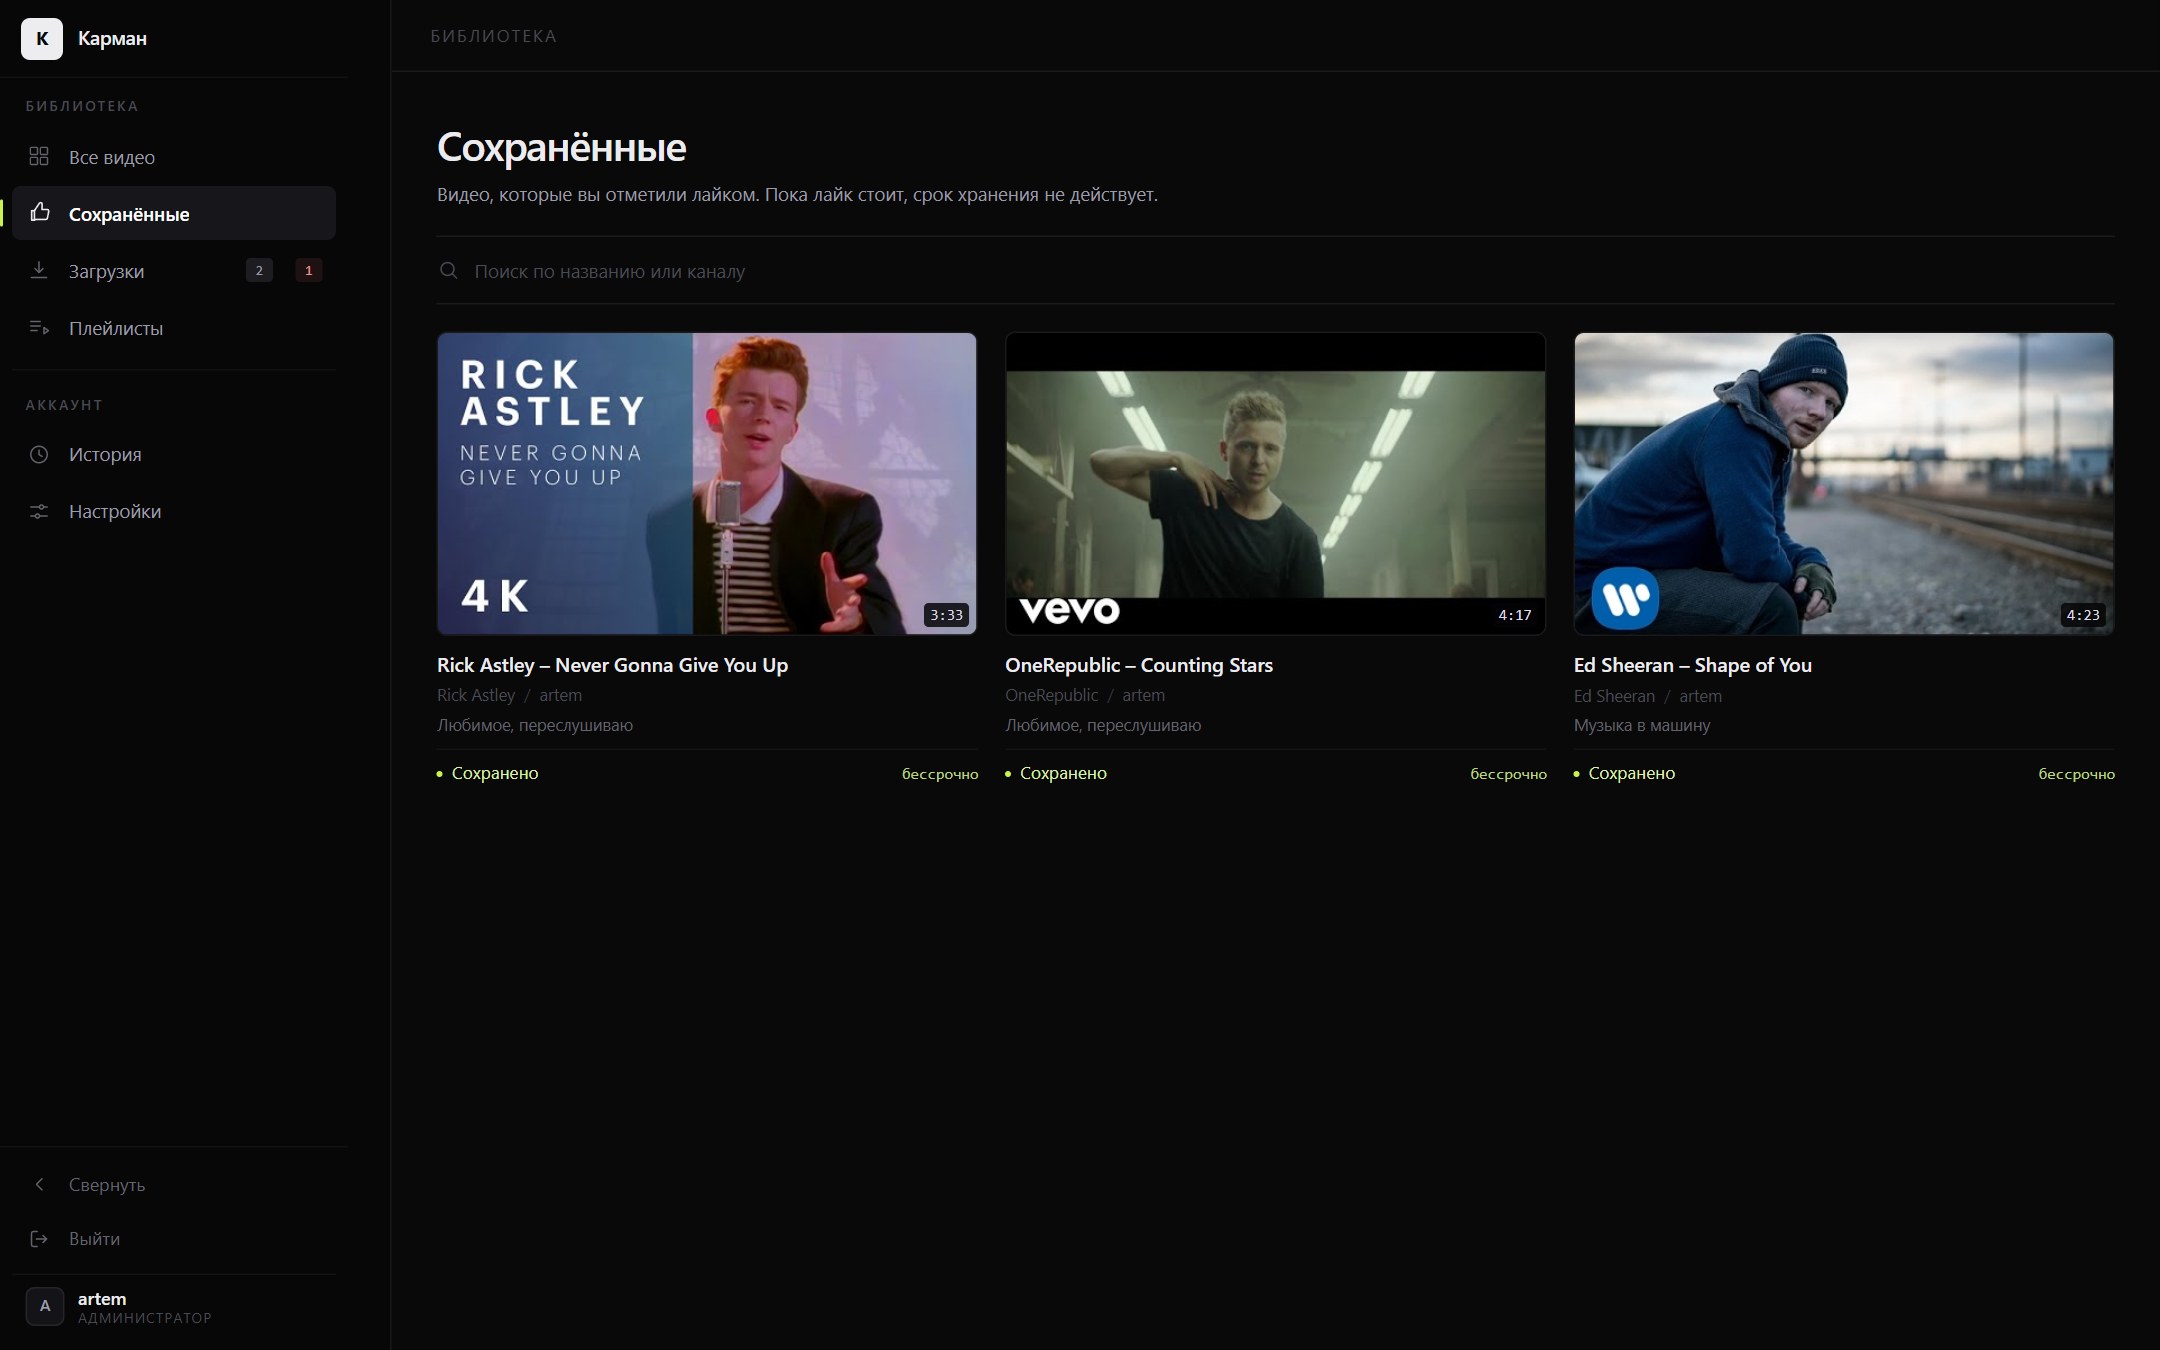 К Карман
БИБЛИОТЕКА
Все видео
Сохранённые
Загрузки 2 1
Плейлисты
АККАУНТ
История
Настройки
Свернуть
Выйти
A artem
АДМИНИСТРАТОР
БИБЛИОТЕКА
Сохранённые
Видео, которые вы отметили лайком. Пока лайк стоит, срок хранения не действует.
Поиск по названию или каналу
RICK
ASTLEY
NEVER GONNA
GIVE YOU UP
4K
3:33
Rick Astley – Never Gonna Give You Up
Rick Astley / artem
Любимое, переслушиваю
Сохранено бессрочно
vevo
4:17
OneRepublic – Counting Stars
OneRepublic / artem
Любимое, переслушиваю
Сохранено бессрочно
4:23
Ed Sheeran – Shape of You
Ed Sheeran / artem
Музыка в машину
Сохранено бессрочно